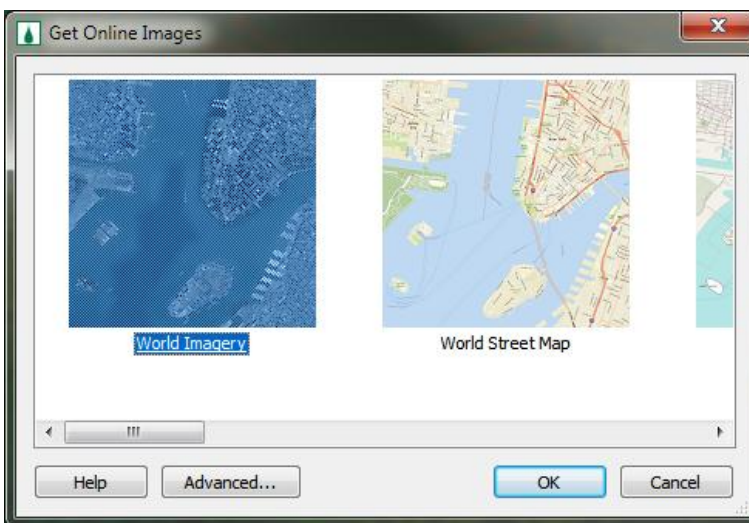 Get Online Images
World Imagery
World Street Map
Help
Advanced...
OK
Cancel